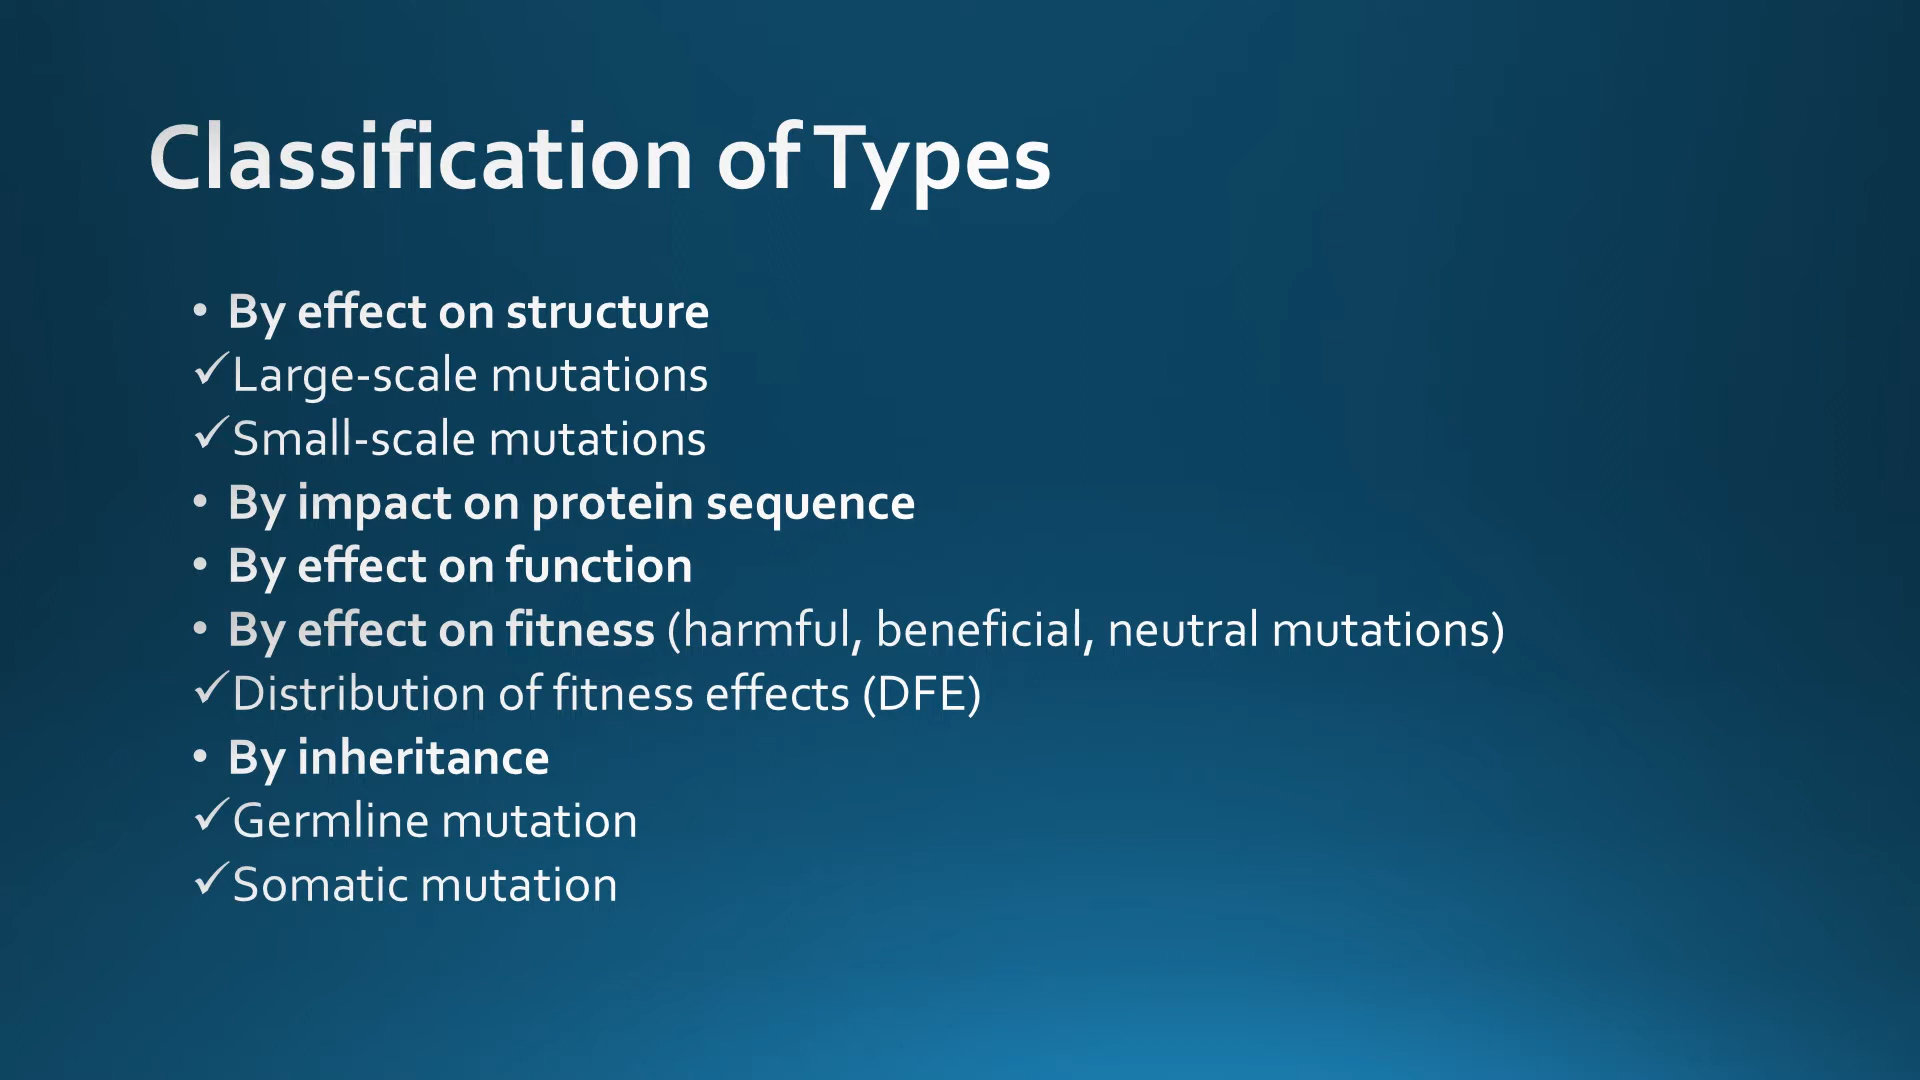 Classification of Types
• By effect on structure
✓Large-scale mutations
✓Small-scale mutations
• By impact on protein sequence
• By effect on function
• By effect on fitness (harmful, beneficial, neutral mutations)
✓Distribution of fitness effects (DFE)
• By inheritance
✓Germline mutation
✓Somatic mutation